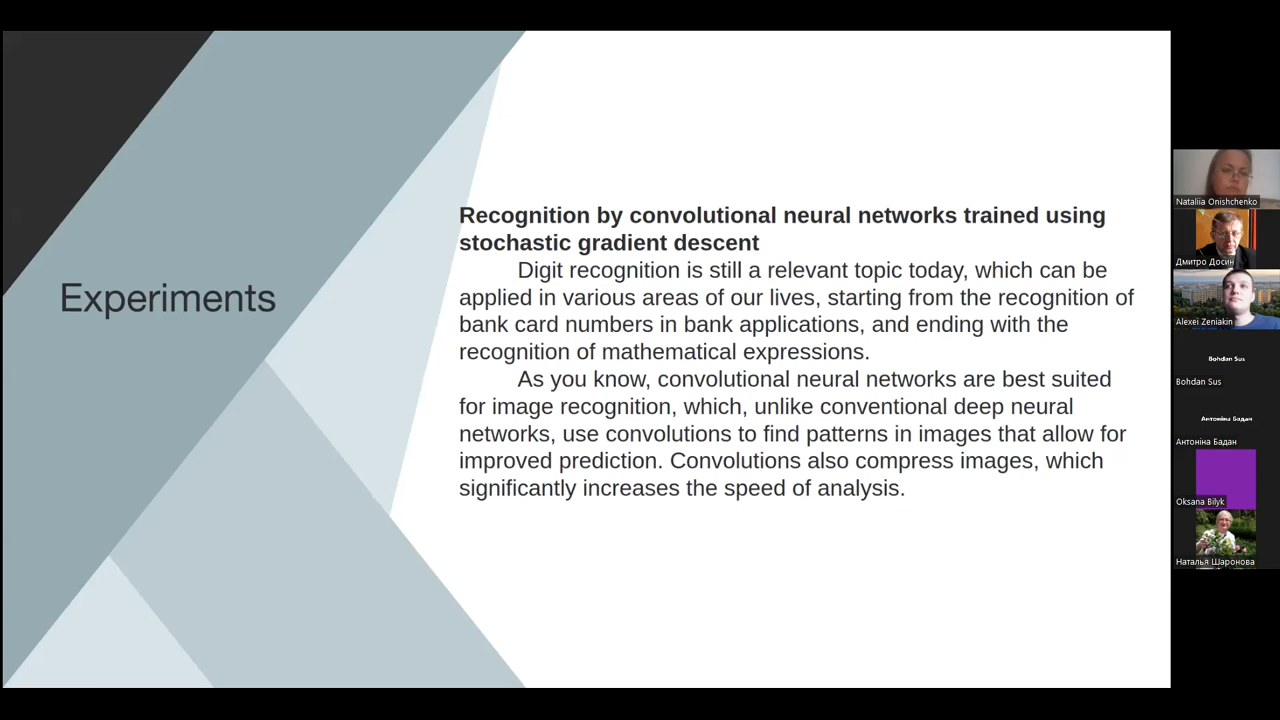 Experiments
Recognition by convolutional neural networks trained using
stochastic gradient descent
Digit recognition is still a relevant topic today, which can be
applied in various areas of our lives, starting from the recognition of
bank card numbers in bank applications, and ending with the
recognition of mathematical expressions.
As you know, convolutional neural networks are best suited
for image recognition, which, unlike conventional deep neural
networks, use convolutions to find patterns in images that allow for
improved prediction. Convolutions also compress images, which
significantly increases the speed of analysis.
Nataliia Onishchenko
Дмитро Досин
Alexei Zeniakin
Bohdan Sus
Bohdan Sus
Антоніна Бадан
Антоніна Бадан
Oksana Bilyk
Наталья Шаронова